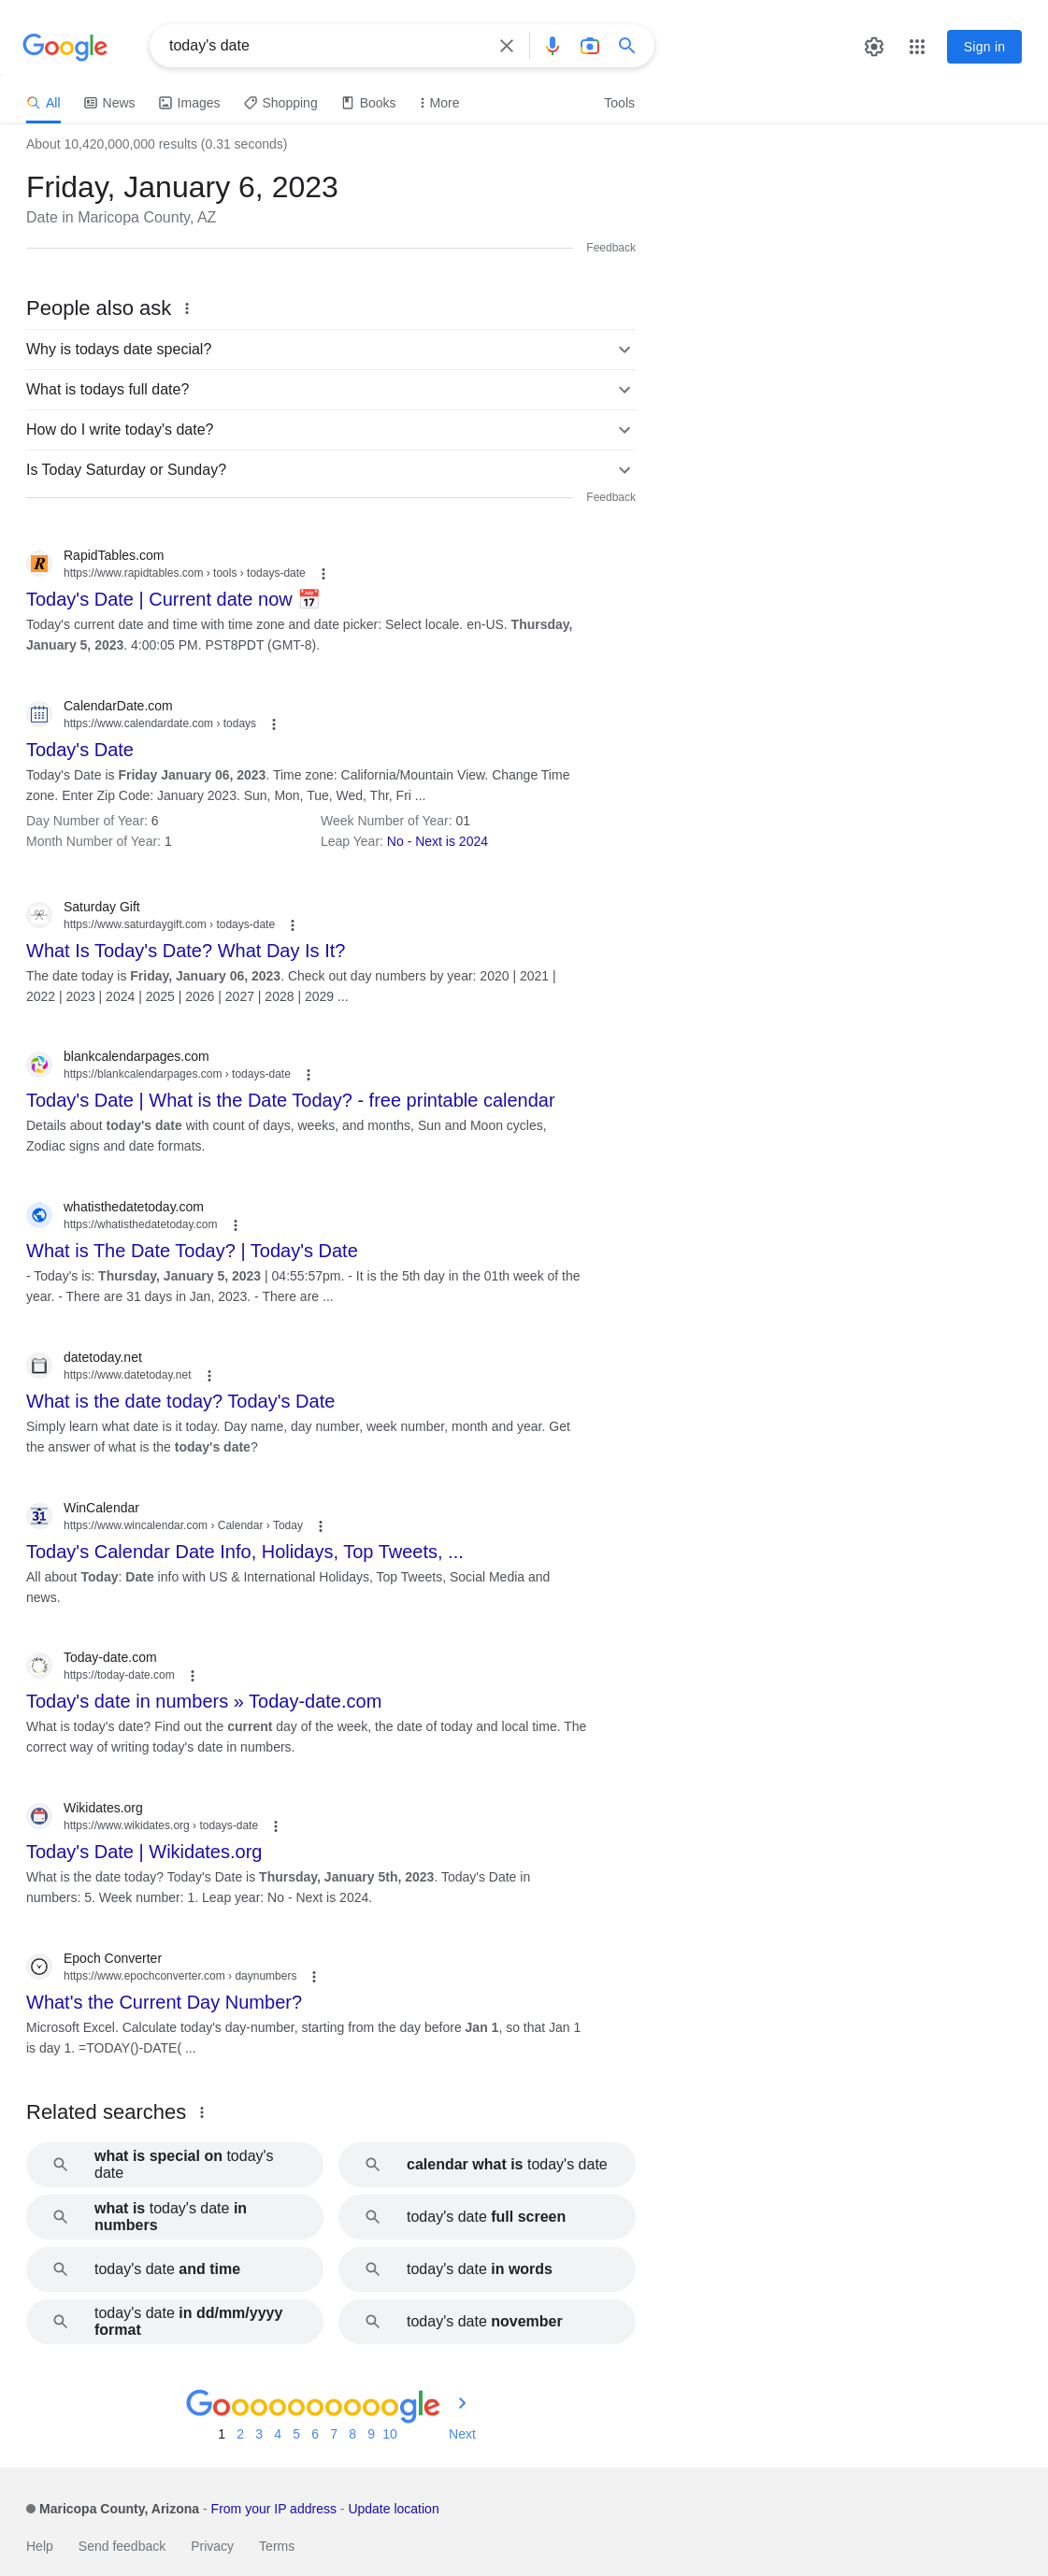 Google
today's date
Sign in
All
News
Images
Shopping
Books
More
Tools
About 10,420,000,000 results (0.31 seconds)
Friday, January 6, 2023
Date in Maricopa County, AZ
Feedback
People also ask
Why is todays date special?
What is todays full date?
How do I write today's date?
Is Today Saturday or Sunday?
Feedback
R
RapidTables.com
https://www.rapidtables.com › tools › todays-date
Today's Date | Current date now 📅
Today's current date and time with time zone and date picker: Select locale. en-US. Thursday,
January 5, 2023. 4:00:05 PM. PST8PDT (GMT-8).
CalendarDate.com
https://www.calendardate.com › todays
Today's Date
Today's Date is Friday January 06, 2023. Time zone: California/Mountain View. Change Time
zone. Enter Zip Code: January 2023. Sun, Mon, Tue, Wed, Thr, Fri ...
Day Number of Year: 6
Week Number of Year: 01
Month Number of Year: 1
Leap Year: No - Next is 2024
Saturday Gift
https://www.saturdaygift.com › todays-date
What Is Today's Date? What Day Is It?
The date today is Friday, January 06, 2023. Check out day numbers by year: 2020 | 2021 |
2022 | 2023 | 2024 | 2025 | 2026 | 2027 | 2028 | 2029 ...
blankcalendarpages.com
https://blankcalendarpages.com › todays-date
Today's Date | What is the Date Today? - free printable calendar
Details about today's date with count of days, weeks, and months, Sun and Moon cycles,
Zodiac signs and date formats.
whatisthedatetoday.com
https://whatisthedatetoday.com
What is The Date Today? | Today's Date
- Today's is: Thursday, January 5, 2023 | 04:55:57pm. - It is the 5th day in the 01th week of the
year. - There are 31 days in Jan, 2023. - There are ...
datetoday.net
https://www.datetoday.net
What is the date today? Today's Date
Simply learn what date is it today. Day name, day number, week number, month and year. Get
the answer of what is the today's date?
31
WinCalendar
https://www.wincalendar.com › Calendar › Today
Today's Calendar Date Info, Holidays, Top Tweets, ...
All about Today: Date info with US & International Holidays, Top Tweets, Social Media and
news.
Today-date.com
https://today-date.com
Today's date in numbers » Today-date.com
What is today's date? Find out the current day of the week, the date of today and local time. The
correct way of writing today's date in numbers.
Wikidates.org
https://www.wikidates.org › todays-date
Today's Date | Wikidates.org
What is the date today? Today's Date is Thursday, January 5th, 2023. Today's Date in
numbers: 5. Week number: 1. Leap year: No - Next is 2024.
Epoch Converter
https://www.epochconverter.com › daynumbers
What's the Current Day Number?
Microsoft Excel. Calculate today's day-number, starting from the day before Jan 1, so that Jan 1
is day 1. =TODAY()-DATE( ...
Related searches
what is special on today's
date
calendar what is today's date
what is today's date in
numbers
today's date full screen
today's date and time
today's date in words
today's date in dd/mm/yyyy
format
today's date november
Goooooooooogle
1 2 3 4 5 6 7 8 9 10 Next
Maricopa County, Arizona - From your IP address - Update location
Help
Send feedback
Privacy
Terms